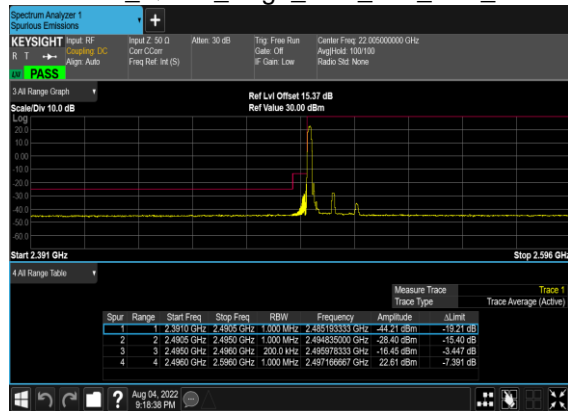 Spectrum Analyzer 1
Spurious Emissions
KEYSIGHT
R T
Input: RF
Coupling: DC
Align: Auto
Input Z: 50 Ω
Corr CCorr
Freq Ref: Int (S)
Atten: 30 dB
Trig: Free Run
Gate: Off
IF Gain: Low
Center Freq: 22.005000000 GHz
Avg|Hold: 100/100
Radio Std: None
PASS
3 All Range Graph
Scale/Div 10.0 dB
Ref Lvl Offset 15.37 dB
Ref Value 30.00 dBm
Log
20.0
10.0
0.00
-10.0
-20.0
-30.0
-40.0
-50.0
-60.0
Start 2.391 GHz
Stop 2.596 GHz
4 All Range Table
Measure Trace Trace 1
Trace Type Trace Average (Active)
Spur Range Start Freq Stop Freq RBW Frequency Amplitude ΔLimit
1 1 2.3910 GHz 2.4905 GHz 1.000 MHz 2.485193333 GHz -44.21 dBm -19.21 dB
2 2 2.4905 GHz 2.4950 GHz 1.000 MHz 2.494835000 GHz -28.40 dBm -15.40 dB
3 3 2.4950 GHz 2.4960 GHz 200.0 kHz 2.495978333 GHz -16.45 dBm -3.447 dB
4 4 2.4960 GHz 2.5960 GHz 1.000 MHz 2.497166667 GHz 22.61 dBm -7.391 dB
Aug 04, 2022
9:18:38 PM